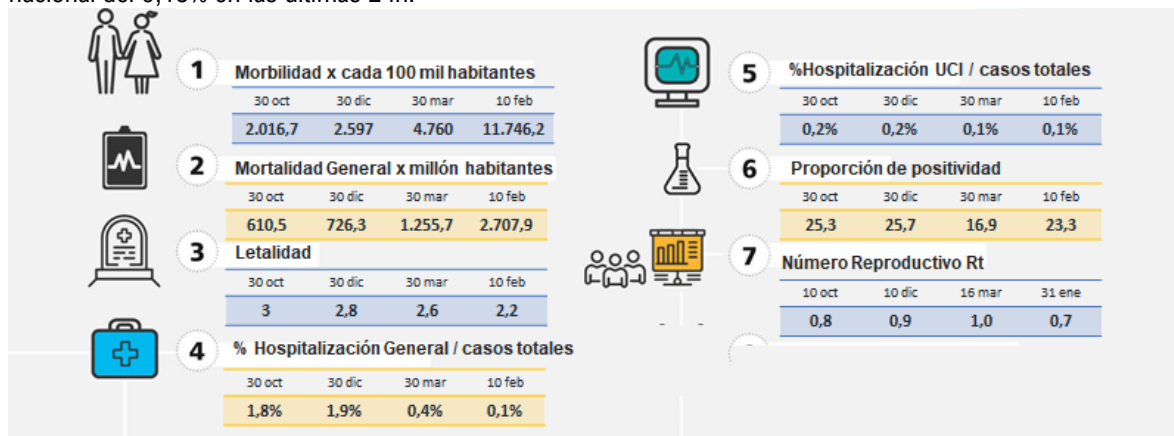 1 Morbilidad x cada 100 mil habitantes
30 oct 30 dic 30 mar 10 feb
2.016,7 2.597 4.760 11.746,2
2 Mortalidad General x millón habitantes
30 oct 30 dic 30 mar 10 feb
610,5 726,3 1.255,7 2.707,9
3 Letalidad
30 oct 30 dic 30 mar 10 feb
3 2,8 2,6 2,2
4 % Hospitalización General / casos totales
30 oct 30 dic 30 mar 10 feb
1,8% 1,9% 0,4% 0,1%
5 %Hospitalización UCI / casos totales
30 oct 30 dic 30 mar 10 feb
0,2% 0,2% 0,1% 0,1%
6 Proporción de positividad
30 oct 30 dic 30 mar 10 feb
25,3 25,7 16,9 23,3
7 Número Reproductivo Rt
10 oct 10 dic 16 mar 31 ene
0,8 0,9 1,0 0,7